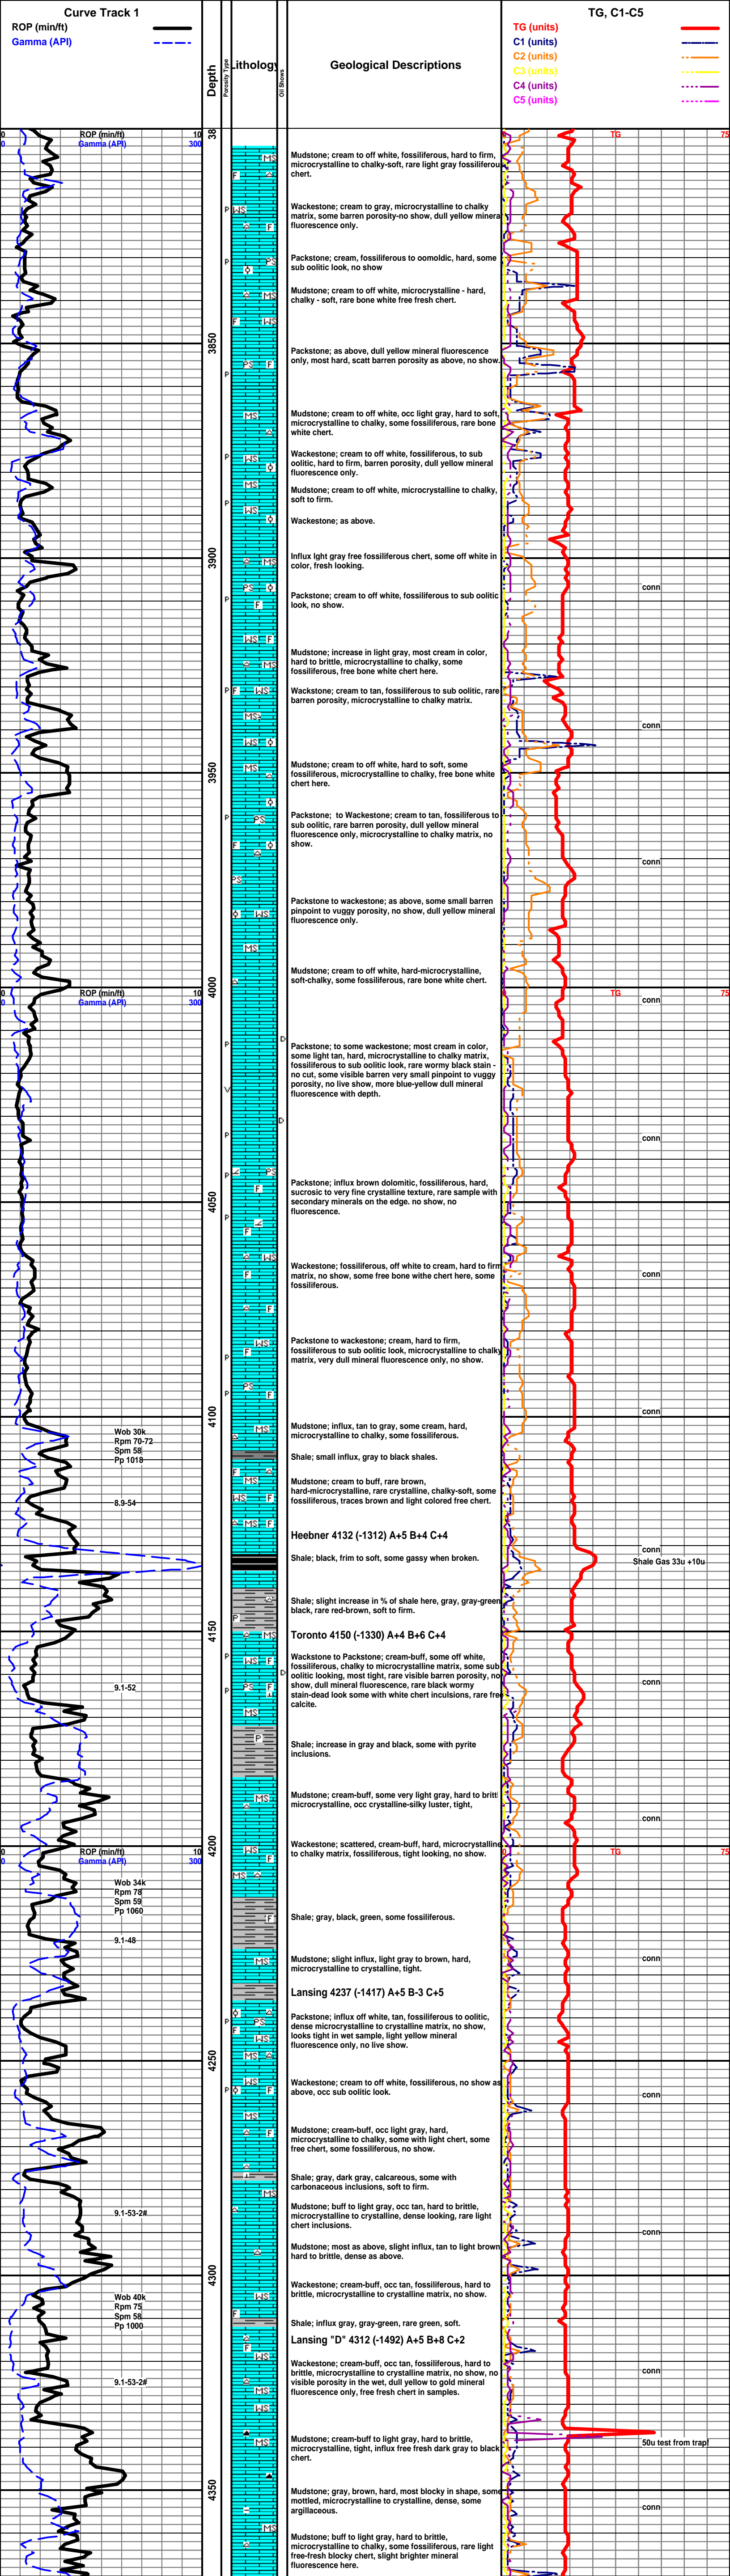 Curve Track 1
ROP (min/ft)
Gamma (API)
Depth
Porosity Type
Lithology
Oil Shows
Geological Descriptions
TG, C1-C5
TG (units)
C1 (units)
C2 (units)
C3 (units)
C4 (units)
C5 (units)
0 ROP (min/ft) 10
0 Gamma (API) 300
38
TG 75
Mudstone; cream to off white, fossiliferous, hard to firm,
microcrystalline to chalky-soft, rare light gray fossiliferou
chert.
Wackestone; cream to gray, microcrystalline to chalky
matrix, some barren porosity-no show, dull yellow minera
fluorescence only.
Packstone; cream, fossiliferous to oomoldic, hard, some
sub oolitic look, no show
Mudstone; cream to off white, microcrystalline - hard,
chalky - soft, rare bone white free fresh chert.
3850
Packstone; as above, dull yellow mineral fluorescence
only, most hard, scatt barren porosity as above, no show.
Mudstone; cream to off white, occ light gray, hard to soft,
microcrystalline to chalky, some fossiliferous, rare bone
white chert.
Wackestone; cream to off white, fossiliferous, to sub
oolitic, hard to firm, barren porosity, dull yellow mineral
fluorescence only.
Mudstone; cream to off white, microcrystalline to chalky,
soft to firm.
Wackestone; as above.
3900
Influx lght gray free fossiliferous chert, some off white in
color, fresh looking.
conn
Packstone; cream to off white, fossiliferous to sub oolitic
look, no show.
Mudstone; increase in light gray, most cream in color,
hard to brittle, microcrystalline to chalky, some
fossiliferous, free bone white chert here.
Wackestone; cream to tan, fossiliferous to sub oolitic, rare
barren porosity, microcrystalline to chalky matrix.
conn
3950
Mudstone; cream to off white, hard to soft, some
fossiliferous, microcrystalline to chalky, free bone white
chert here.
Packstone; to Wackestone; cream to tan, fossiliferous to
sub oolitic, rare barren porosity, dull yellow mineral
fluorescence only, microcrystalline to chalky matrix, no
show.
conn
Packstone to wackestone; as above, some small barren
pinpoint to vuggy porosity, no show, dull yellow mineral
fluorescence only.
Mudstone; cream to off white, hard-microcrystalline,
soft-chalky, some fossiliferous, rare bone white chert.
4000
ROP (min/ft) 10
0 Gamma (API) 300
TG 75
conn
Packstone; to some wackestone; most cream in color,
some light tan, hard, microcrystalline to chalky matrix,
fossiliferous to sub oolitic look, rare wormy black stain -
no cut, some visible barren very small pinpoint to vuggy
porosity, no live show, more blue-yellow dull mineral
fluorescence with depth.
conn
4050
Packstone; influx brown dolomitic, fossiliferous, hard,
sucrosic to very fine crystalline texture, rare sample with
secondary minerals on the edge. no show, no
fluorescence.
Wackestone; fossiliferous, off white to cream, hard to firm
matrix, no show, some free bone withe chert here, some
fossiliferous.
conn
Packstone to wackestone; cream, hard to firm,
fossiliferous to sub oolitic look, microcrystalline to chalky
matrix, very dull mineral fluorescence only, no show.
4100
conn
Wob 30k
Rpm 70-72
Spm 58
Pp 1018
Mudstone; influx, tan to gray, some cream, hard,
microcrystalline to chalky, some fossiliferous.
Shale; small influx, gray to black shales.
Mudstone; cream to buff, rare brown,
hard-microcrystalline, rare crystalline, chalky-soft, some
fossiliferous, traces brown and light colored free chert.
8.9-54
Heebner 4132 (-1312) A+5 B+4 C+4
conn
Shale; black, frim to soft, some gassy when broken.
Shale Gas 33u +10u
Shale; slight increase in % of shale here, gray, gray-green
black, rare red-brown, soft to firm.
4150
Toronto 4150 (-1330) A+4 B+6 C+4
Wackstone to Packstone; cream-buff, some off white,
fossiliferous, chalky to microcrystalline matrix, some sub
oolitic looking, most tight, rare visible barren porosity, no
show, dull mineral fluorescence, rare black wormy
stain-dead look some with white chert inculsions, rare free
calcite.
conn
9.1-52
Shale; increase in gray and black, some with pyrite
inclusions.
Mudstone; cream-buff, some very light gray, hard to britt
microcrystalline, occ crystalline-silky luster, tight,
conn
4200
ROP (min/ft) 10
0 Gamma (API) 300
TG 75
Wackestone; scattered, cream-buff, hard, microcrystalline
to chalky matrix, fossiliferous, tight looking, no show.
Wob 34k
Rpm 78
Spm 59
Pp 1060
Shale; gray, black, green, some fossiliferous.
9.1-48
conn
Mudstone; slight influx, light gray to brown, hard,
microcrystalline to crystalline, tight.
Lansing 4237 (-1417) A+5 B-3 C+5
Packstone; influx off white, tan, fossiliferous to oolitic,
dense microcrystalline to crystalline matrix, no show,
looks tight in wet sample, light yellow mineral
fluorescence only, no live show.
conn
4250
Wackestone; cream to off white, fossiliferous, no show as
above, occ sub oolitic look.
conn
Mudstone; cream-buff, occ light gray, hard,
microcrystalline to chalky, some with light chert, some
free chert, some fossiliferous, no show.
Shale; gray, dark gray, calcareous, some with
carbonaceous inclusions, soft to firm.
Mudstone; buff to light gray, occ tan, hard to brittle,
microcrystalline to crystalline, dense looking, rare light
chert inclusions.
9.1-53-2#
conn
Mudstone; most as above, slight influx, tan to light brown
hard to brittle, dense as above.
4300
Wackestone; cream-buff, occ tan, fossiliferous, hard to
brittle, microcrystalline to crystalline matrix, no show.
Wob 40k
Rpm 75
Spm 58
Pp 1000
Shale; influx gray, gray-green, rare green, soft.
Lansing "D" 4312 (-1492) A+5 B+8 C+2
Wackestone; cream-buff, occ tan, fossiliferous, hard to
brittle, microcrystalline to crystalline matrix, no show, no
visible porosity in the wet, dull yellow to gold mineral
fluorescence only, free fresh chert in samples.
conn
9.1-53-2#
Mudstone; cream-buff to light gray, hard to brittle,
microcrystalline, tight, influx free fresh dark gray to black
chert.
50u test from trap!
4350
Mudstone; gray, brown, hard, most blocky in shape, some
mottled, microcrystalline to crystalline, dense, some
argillaceous.
conn
Mudstone; buff to light gray, hard to brittle,
microcrystalline to chalky, some fossiliferous, rare light
free-fresh blocky chert, slight brighter mineral
fluorescence here.